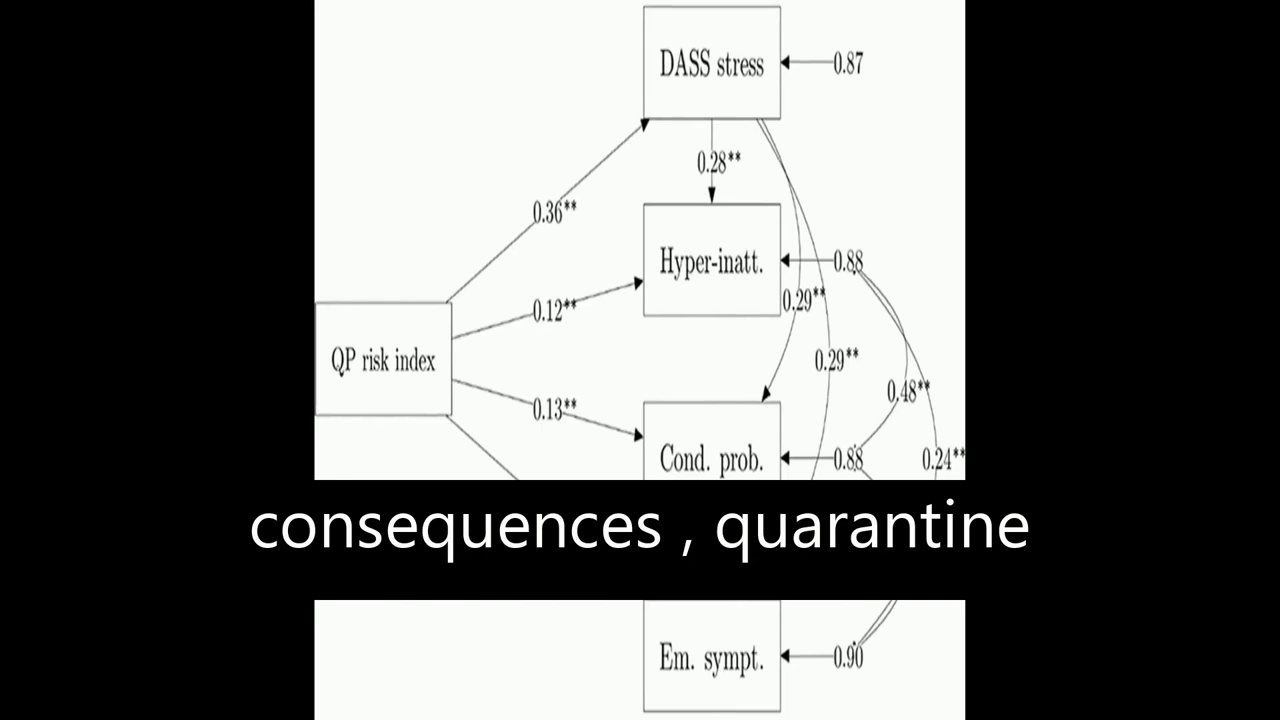 DASS stress
0.87
0.28**
0.36**
Hyper-inatt.
0.88
0.29**
0.12**
QP risk index
0.29**
0.48**
0.13**
Cond. prob.
0.88
0.24**
consequences , quarantine
Em. sympt.
0.90